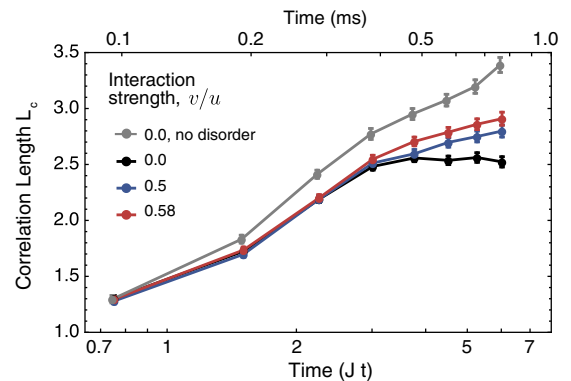 Time (ms)
0.1 0.2 0.5 1.0
3.5
3.0
2.5
2.0
1.5
1.0
Correlation Length L_c
Interaction
strength, v/u
0.0, no disorder
0.0
0.5
0.58
0.7 1 2 5 7
Time (J t)